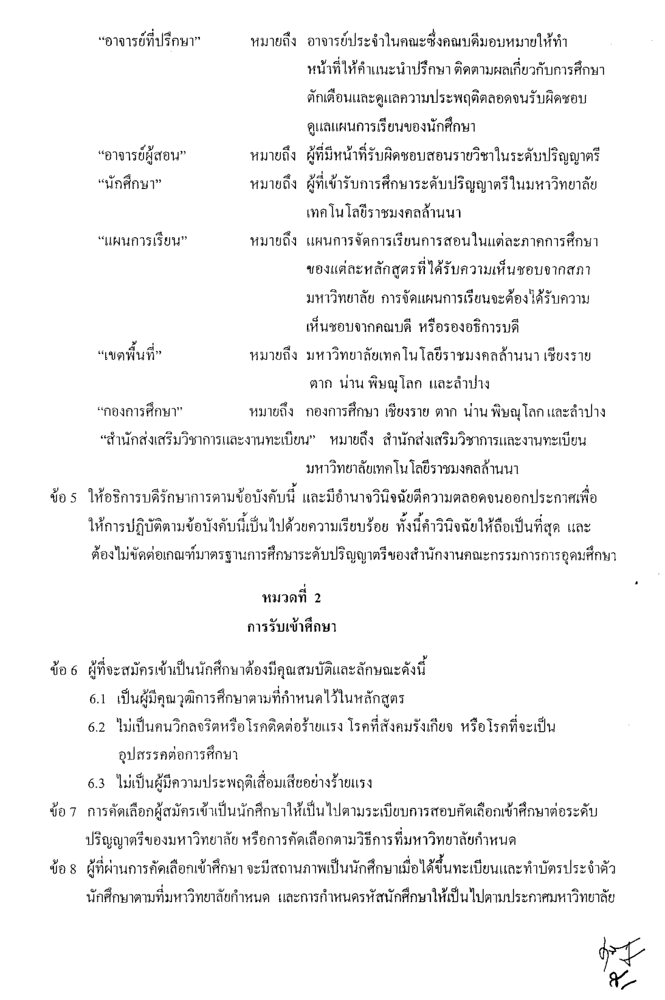 “อาจารย์ที่ปรึกษา” หมายถึง อาจารย์ประจำในคณะซึ่งคณบดีมอบหมายให้ทำ
หน้าที่ให้คำแนะนำปรึกษา ติดตามผลเกี่ยวกับการศึกษา
ตักเตือนและดูแลความประพฤติตลอดจนรับผิดชอบ
ดูแลแผนการเรียนของนักศึกษา
“อาจารย์ผู้สอน” หมายถึง ผู้ที่มีหน้าที่รับผิดชอบสอนรายวิชาในระดับปริญญาตรี
“นักศึกษา” หมายถึง ผู้ที่เข้ารับการศึกษาระดับปริญญาตรีในมหาวิทยาลัย
เทคโนโลยีราชมงคลล้านนา
“แผนการเรียน” หมายถึง แผนการจัดการเรียนการสอนในแต่ละภาคการศึกษา
ของแต่ละหลักสูตรที่ได้รับความเห็นชอบจากสภา
มหาวิทยาลัย การจัดแผนการเรียนจะต้องได้รับความ
เห็นชอบจากคณบดี หรือรองอธิการบดี
“เขตพื้นที่” หมายถึง มหาวิทยาลัยเทคโนโลยีราชมงคลล้านนา เชียงราย
ตาก น่าน พิษณุโลก และลำปาง
“กองการศึกษา” หมายถึง กองการศึกษา เชียงราย ตาก น่าน พิษณุโลก และลำปาง
“สำนักส่งเสริมวิชาการและงานทะเบียน” หมายถึง สำนักส่งเสริมวิชาการและงานทะเบียน
มหาวิทยาลัยเทคโนโลยีราชมงคลล้านนา
ข้อ 5 ให้อธิการบดีรักษาการตามข้อบังคับนี้ และมีอำนาจวินิจฉัยตีความตลอดจนออกประกาศเพื่อ
ให้การปฏิบัติตามข้อบังคับนี้เป็นไปด้วยความเรียบร้อย ทั้งนี้คำวินิจฉัยให้ถือเป็นที่สุด และ
ต้องไม่ขัดต่อเกณฑ์มาตรฐานการศึกษาระดับปริญญาตรีของสำนักงานคณะกรรมการการอุดมศึกษา
หมวดที่ 2
การรับเข้าศึกษา
ข้อ 6 ผู้ที่จะสมัครเข้าเป็นนักศึกษาต้องมีคุณสมบัติและลักษณะดังนี้
6.1 เป็นผู้มีคุณวุฒิการศึกษาตามที่กำหนดไว้ในหลักสูตร
6.2 ไม่เป็นคนวิกลจริตหรือโรคติดต่อร้ายแรง โรคที่สังคมรังเกียจ หรือโรคที่จะเป็น
อุปสรรคต่อการศึกษา
6.3 ไม่เป็นผู้มีความประพฤติเสื่อมเสียอย่างร้ายแรง
ข้อ 7 การคัดเลือกผู้สมัครเข้าเป็นนักศึกษาให้เป็นไปตามระเบียบการสอบคัดเลือกเข้าศึกษาต่อระดับ
ปริญญาตรีของมหาวิทยาลัย หรือการคัดเลือกตามวิธีการที่มหาวิทยาลัยกำหนด
ข้อ 8 ผู้ที่ผ่านการคัดเลือกเข้าศึกษา จะมีสถานภาพเป็นนักศึกษาเมื่อได้ขึ้นทะเบียนและทำบัตรประจำตัว
นักศึกษาตามที่มหาวิทยาลัยกำหนด และการกำหนดรหัสนักศึกษาให้เป็นไปตามประกาศมหาวิทยาลัย